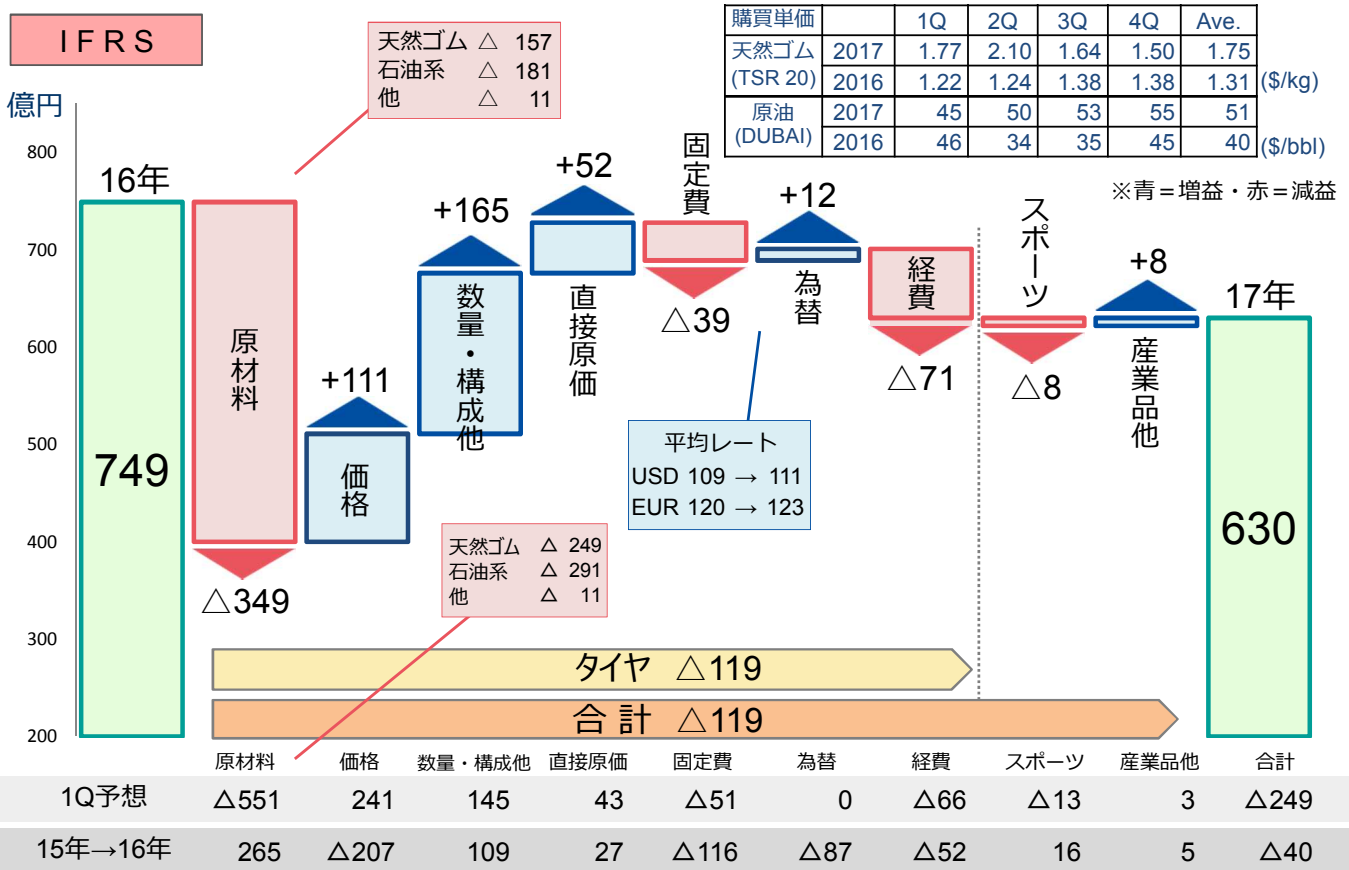 ＩＦＲＳ
天然ゴム △ 157
石油系 △ 181
他 △ 11
購買単価 1Q 2Q 3Q 4Q Ave.
天然ゴム 2017 1.77 2.10 1.64 1.50 1.75
(TSR 20) 2016 1.22 1.24 1.38 1.38 1.31 ($/kg)
原油 2017 45 50 53 55 51
(DUBAI) 2016 46 34 35 45 40 ($/bbl)
※青＝増益・赤＝減益
億円
800
700
600
500
400
300
200
16年
749
原材料
△349
+111
価格
+165
数量・構成他
+52
直接原価
固定費
△39
+12
為替
経費
△71
スポーツ
△8
+8
産業品他
17年
630
平均レート
USD 109 → 111
EUR 120 → 123
天然ゴム △ 249
石油系 △ 291
他 △ 11
タイヤ △119
合 計 △119
原材料 価格 数量・構成他 直接原価 固定費 為替 経費 スポーツ 産業品他 合計
1Q予想 △551 241 145 43 △51 0 △66 △13 3 △249
15年→16年 265 △207 109 27 △116 △87 △52 16 5 △40